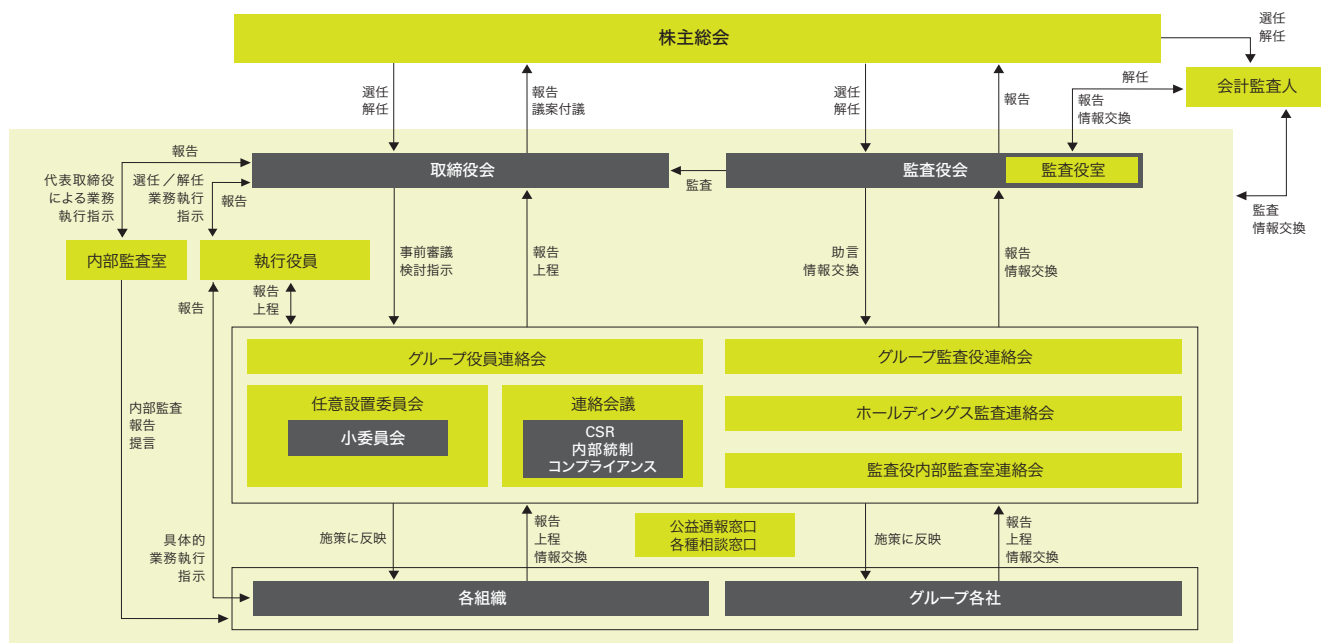 株主総会
選任
解任
会計監査人
選任
解任
報告
議案付議
選任
解任
報告
解任
報告
情報交換
報告
取締役会
監査
監査役会
監査役室
代表取締役
による業務
執行指示
選任／解任
業務執行
指示
報告
監査
情報交換
内部監査室
執行役員
事前審議
検討指示
報告
上程
助言
情報交換
報告
情報交換
報告
報告
上程
グループ役員連絡会
グループ監査役連絡会
任意設置委員会
小委員会
連絡会議
CSR
内部統制
コンプライアンス
ホールディングス監査連絡会
監査役内部監査室連絡会
内部監査
報告
提言
具体的
業務執行
指示
施策に反映
報告
上程
情報交換
公益通報窓口
各種相談窓口
施策に反映
報告
上程
情報交換
各組織
グループ各社